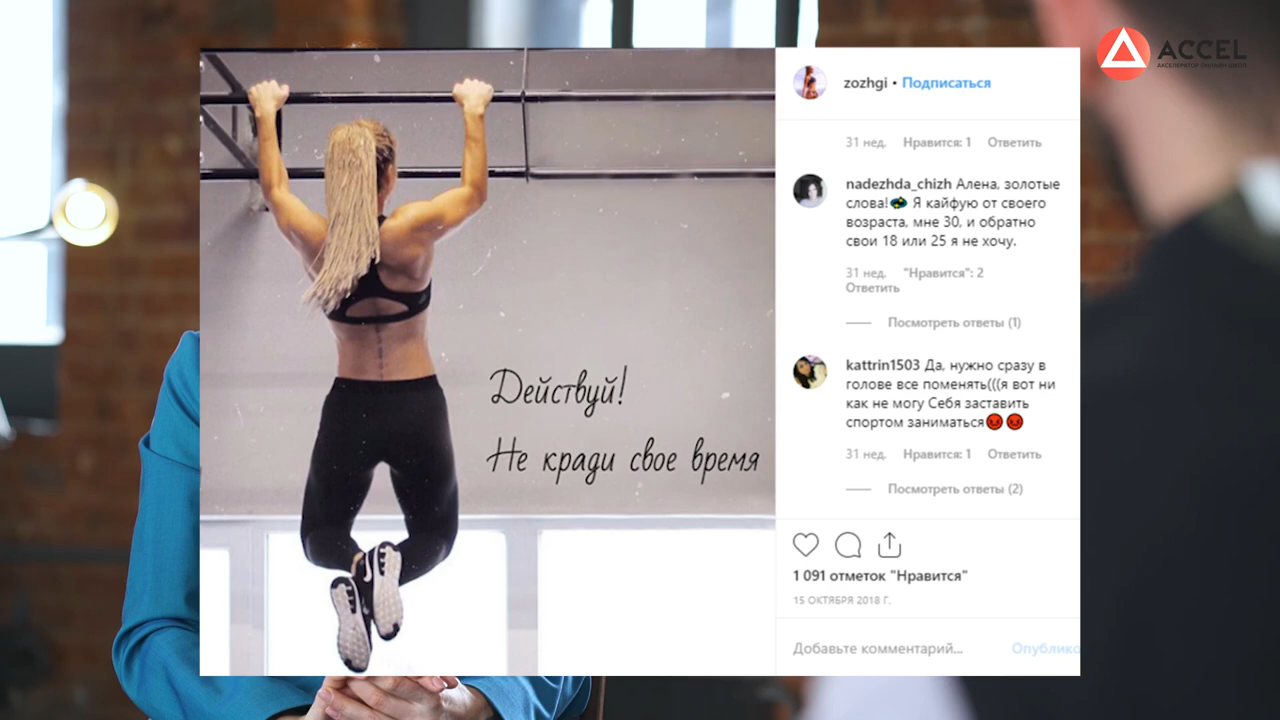 ACCEL
АКСЕЛЕРАТОР ОНЛАЙН-ШКОЛ
zozhgi • Подписаться
31 нед. Нравится: 1 Ответить
nadezhda_chizh Алена, золотые
слова! Я кайфую от своего
возраста, мне 30, и обратно
свои 18 или 25 я не хочу.
31 нед. "Нравится": 2
Ответить
Посмотреть ответы (1)
kattrin1503 Да, нужно сразу в
голове все поменять(((я вот ни
как не могу Себя заставить
спортом заниматься
31 нед. Нравится: 1 Ответить
Посмотреть ответы (2)
1 091 отметок "Нравится"
15 ОКТЯБРЯ 2018 Г.
Добавьте комментарий... Опублико
Действуй!
Не кради свое время